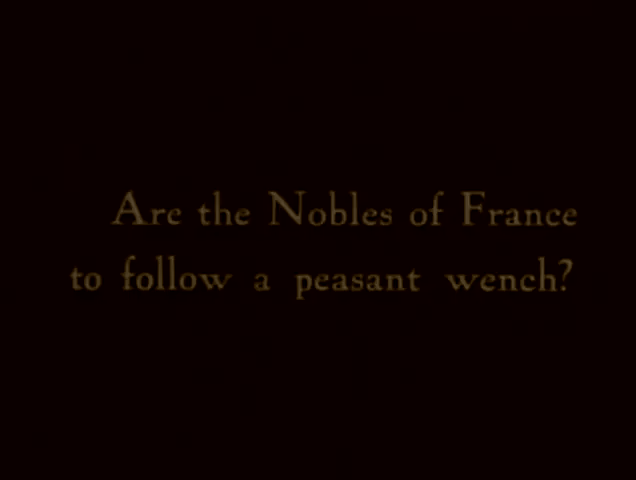 Are the Nobles of France
to follow a peasant wench?